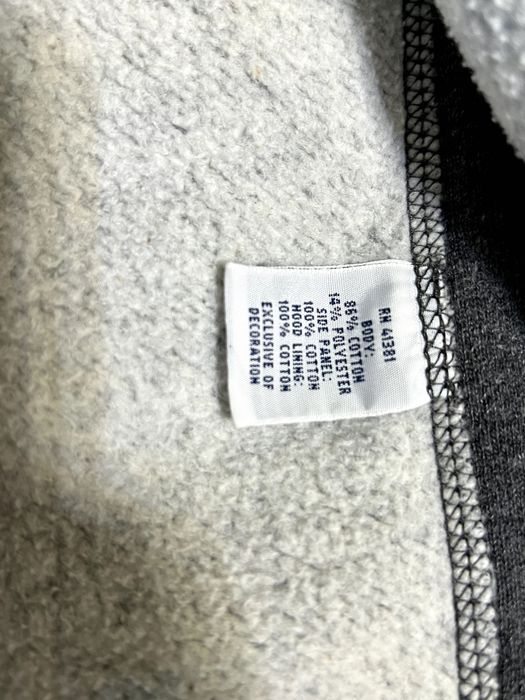 RN 41381
BODY:
86% COTTON
14% POLYESTER
SIDE PANEL:
100% COTTON
HOOD LINING:
100% COTTON
EXCLUSIVE OF
DECORATION